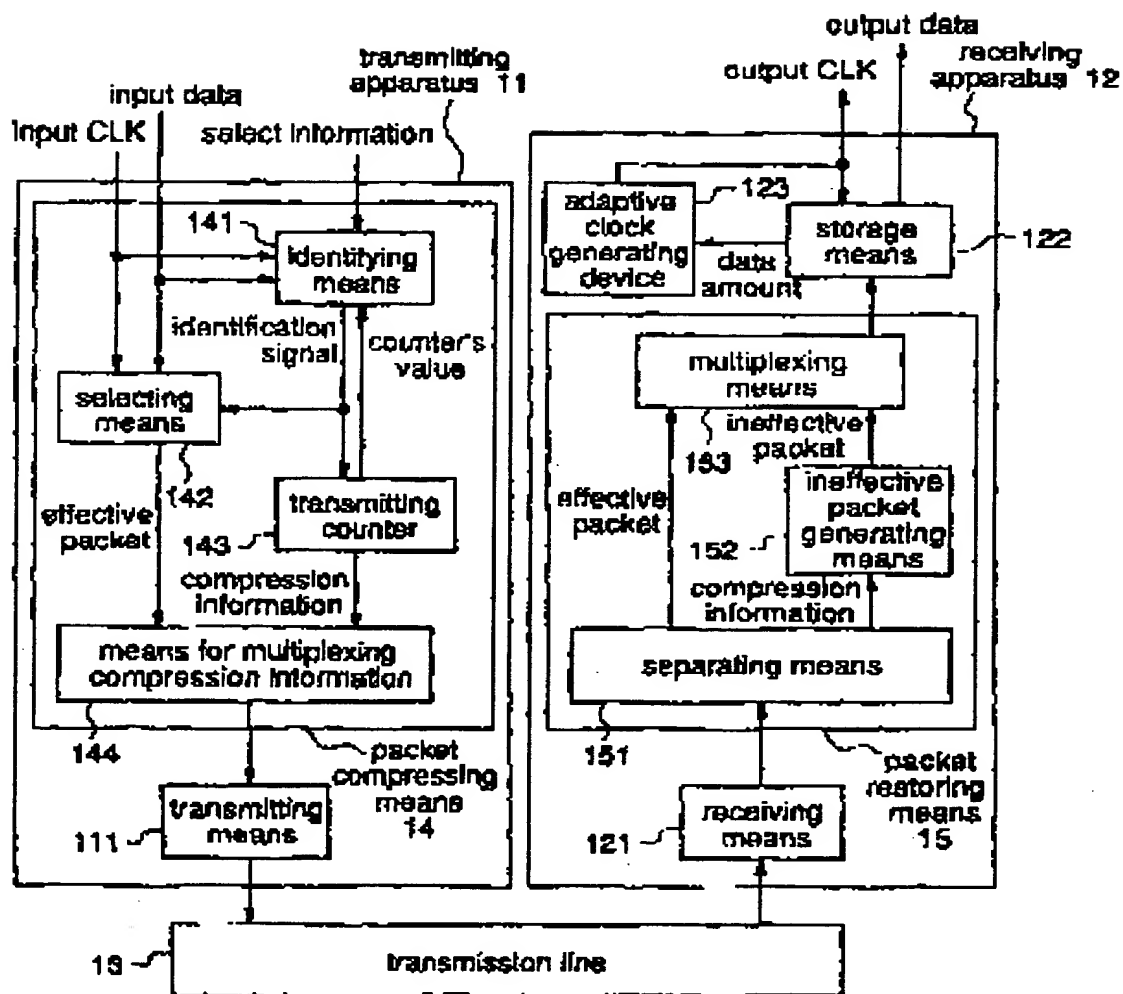 output data
transmitting
apparatus 11
output CLK
receiving
apparatus 12
input data
input CLK
select information
141
identifying
means
identification
signal
counter's
value
selecting
means
142
effective
packet
143
transmitting
counter
compression
information
means for multiplexing
compression information
144
packet
compressing
means
14
transmitting
means
111
adaptive
clock
generating
device
123
data
amount
storage
means
122
multiplexing
means
153
ineffective
packet
effective
packet
152
ineffective
packet
generating
means
compression
information
separating means
151
packet
restoring
means
15
receiving
means
121
13
transmission line